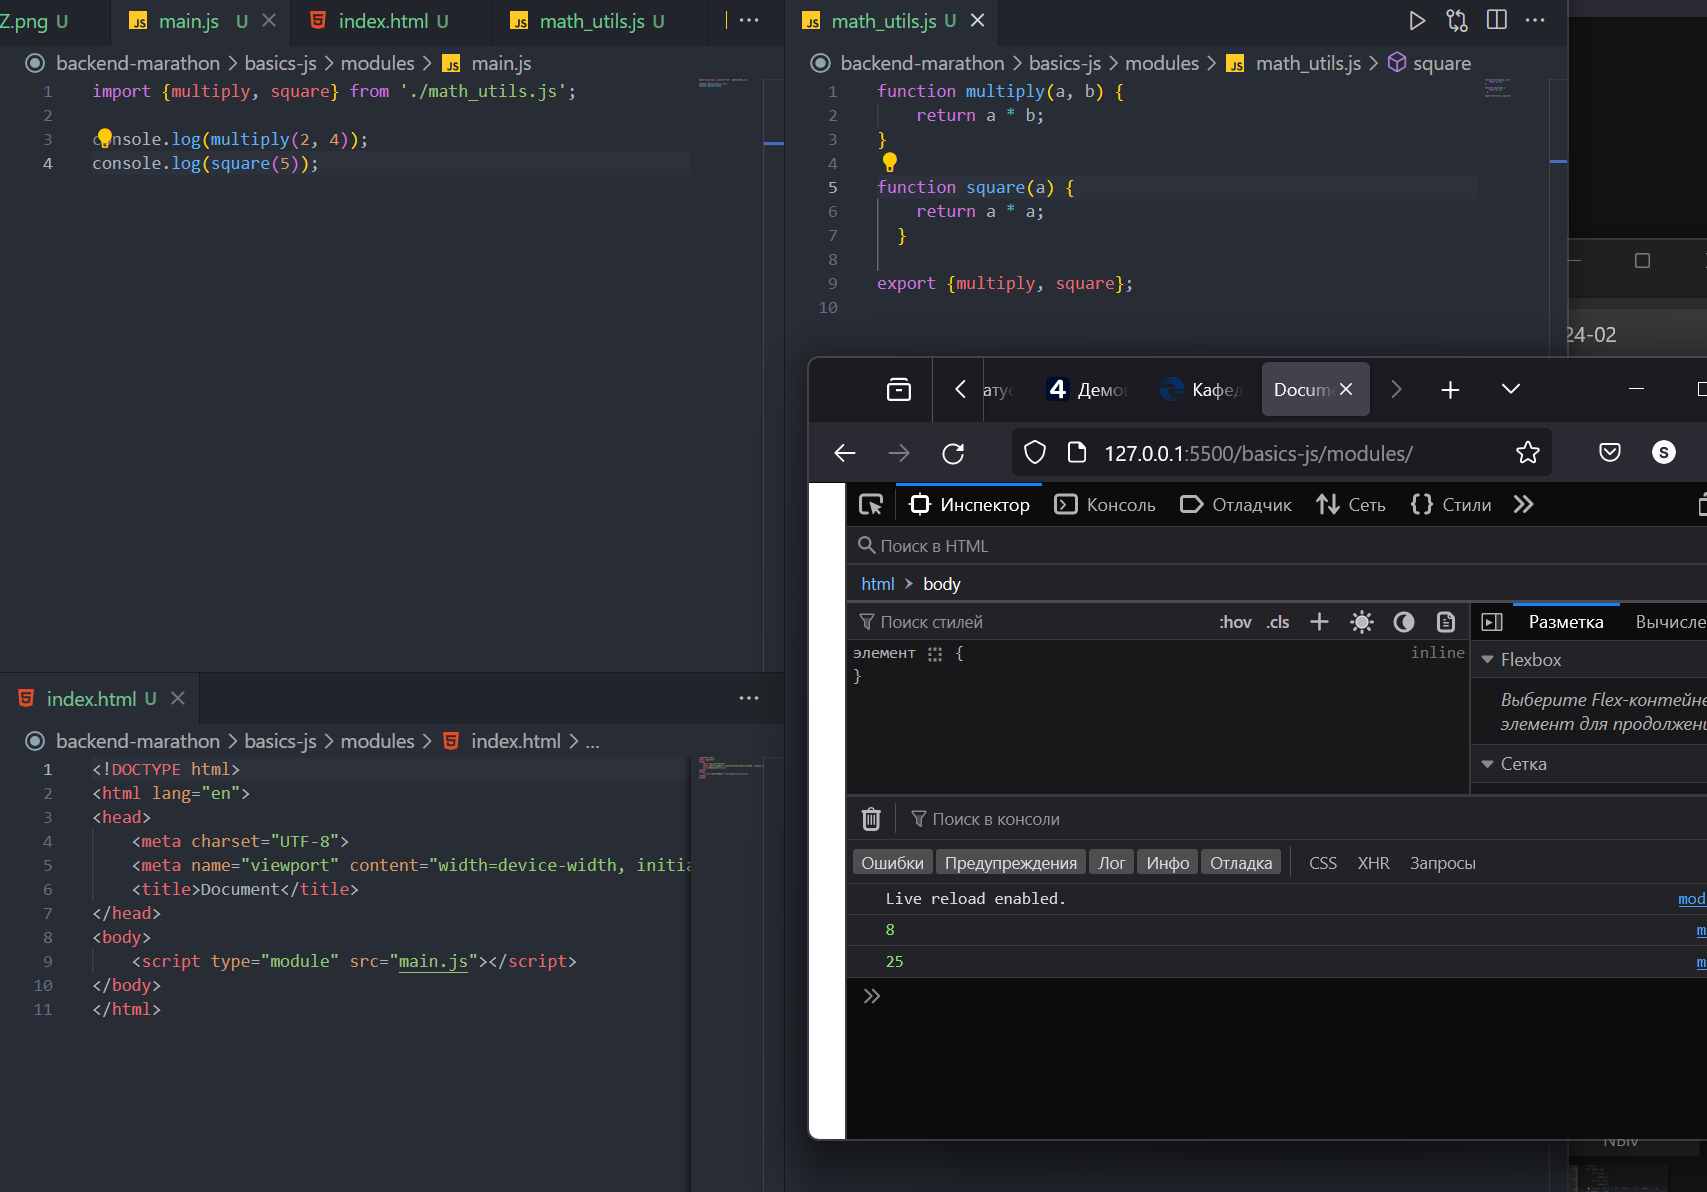 Z.png U
main.js U
index.html U
math_utils.js U
backend-marathon > basics-js > modules > main.js
1 import {multiply, square} from './math_utils.js';
2
3 console.log(multiply(2, 4));
4 console.log(square(5));
math_utils.js U
backend-marathon > basics-js > modules > math_utils.js > square
1 function multiply(a, b) {
2 return a * b;
3 }
4
5 function square(a) {
6 return a * a;
7 }
8
9 export {multiply, square};
10
index.html U
backend-marathon > basics-js > modules > index.html > ...
1 <!DOCTYPE html>
2 <html lang="en">
3 <head>
4 <meta charset="UTF-8">
5 <meta name="viewport" content="width=device-width, initia
6 <title>Document</title>
7 </head>
8 <body>
9 <script type="module" src="main.js"></script>
10 </body>
11 </html>
24-02
атус
4 Демо
Кафед
Docum
127.0.0.1:5500/basics-js/modules/
S
Инспектор Консоль Отладчик Сеть Стили
Поиск в HTML
html > body
Поиск стилей :hov .cls
элемент { inline
}
Разметка Вычисле
Flexbox
Выберите Flex-контейне
элемент для продолжени
Сетка
Поиск в консоли
Ошибки Предупреждения Лог Инфо Отладка CSS XHR Запросы
Live reload enabled. mod
8 m
25 m